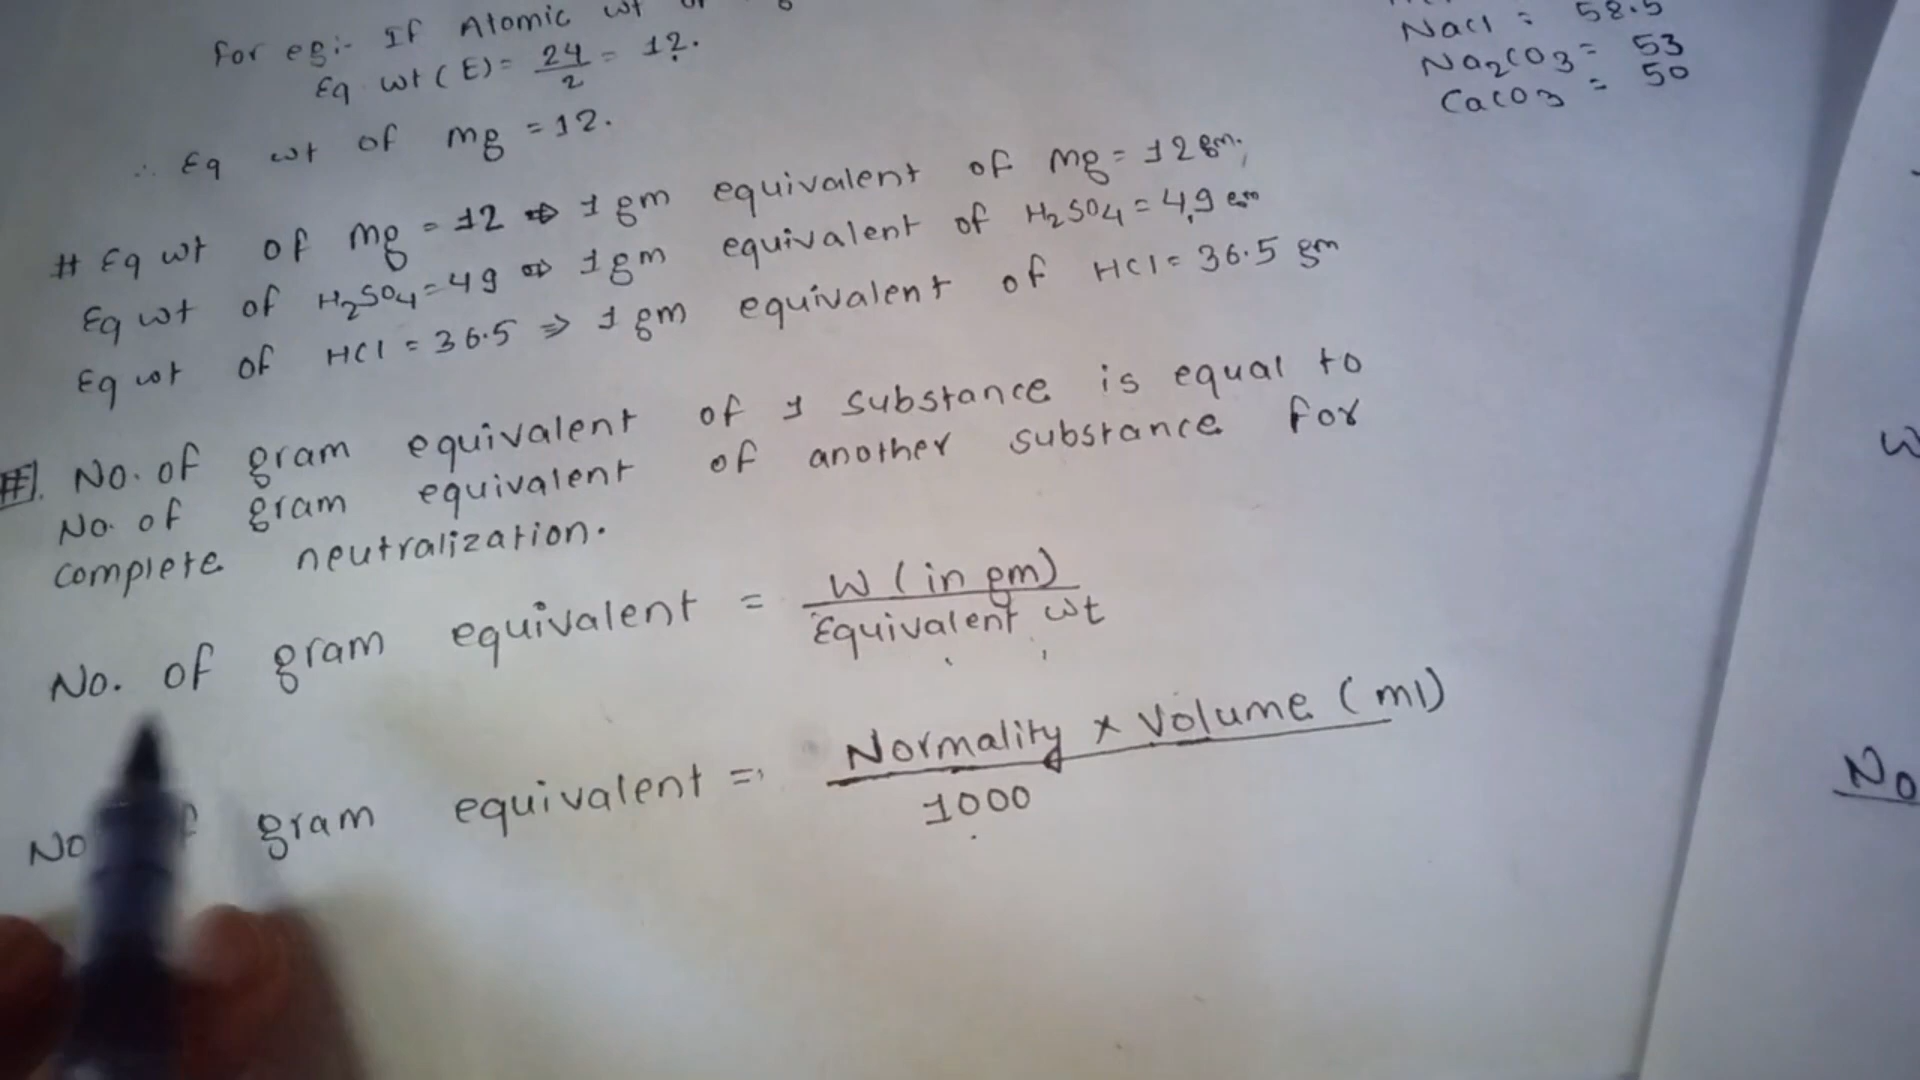 For eg:- If Atomic wt
Eq wt (E) = 24/2 = 12.
∴ Eq wt of mg = 12.
NaCl = 58.5
Na2CO3 = 53
CaCO3 = 50
# Eq wt of mg = 12 ⇒ 1 gm equivalent of Mg = 12 gm.
Eq wt of H2SO4 = 49 ⇒ 1 gm equivalent of H2SO4 = 49 gm
Eq wt of HCl = 36.5 ⇒ 1 gm equivalent of HCl = 36.5 gm
#. No. of gram equivalent of 1 substance is equal to
No. of gram equivalent of another substance for
complete neutralization.
No. of gram equivalent = W (in gm) / Equivalent wt
No gram equivalent = Normality x Volume (ml) / 1000
No